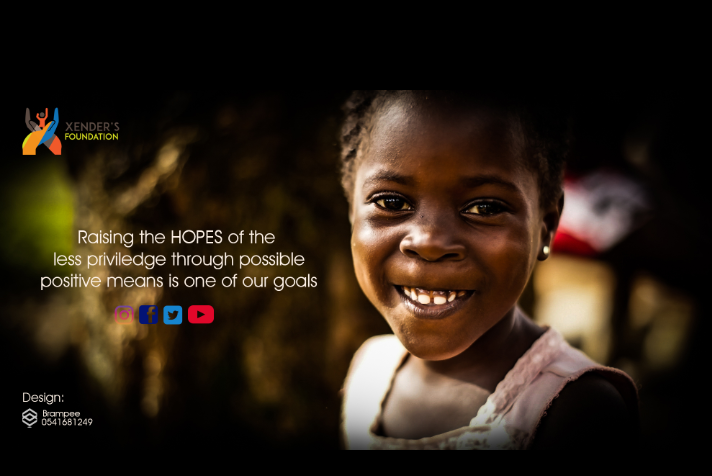 XENDER'S
FOUNDATION
Raising the HOPES of the
less priviledge through possible
positive means is one of our goals
Design:
Brampee
0541681249